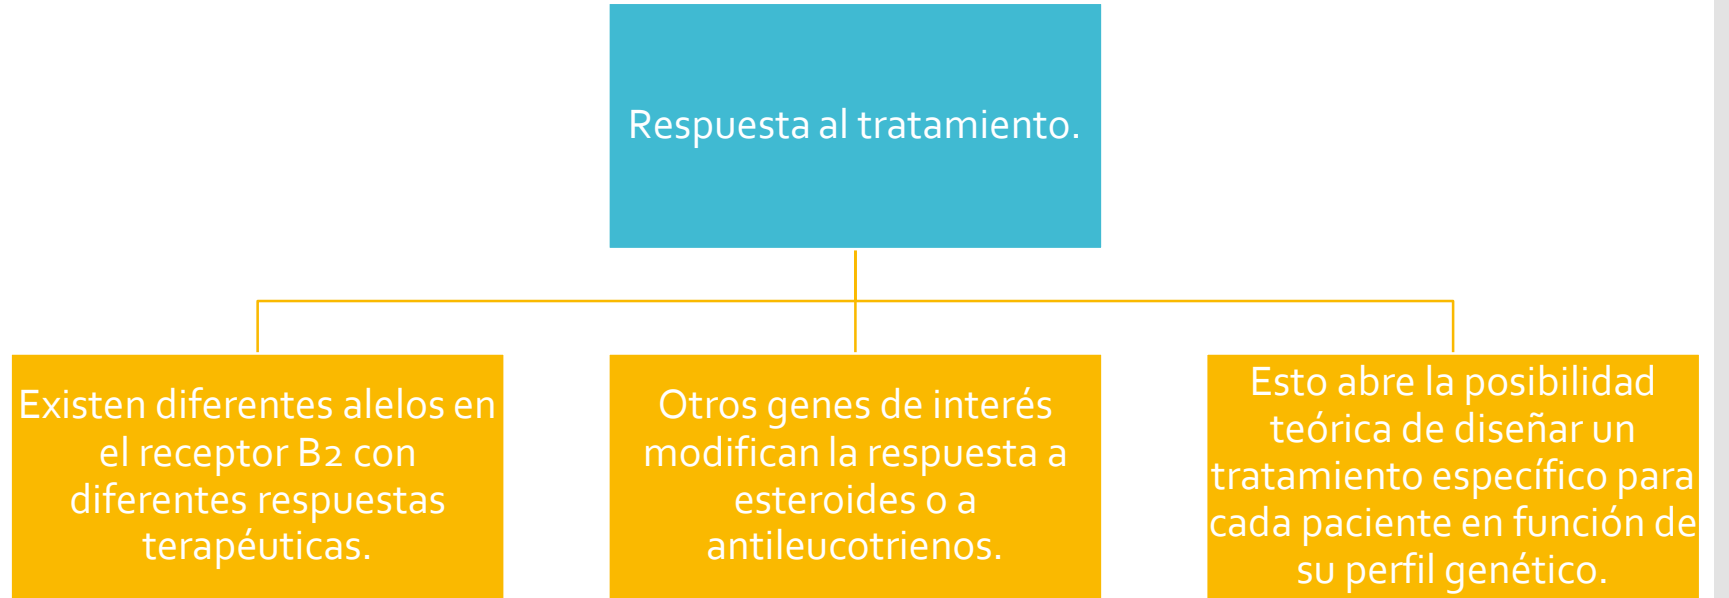 Respuesta al tratamiento.
Existen diferentes alelos en
el receptor B2 con
diferentes respuestas
terapéuticas.
Otros genes de interés
modifican la respuesta a
esteroides o a
antileucotrienos.
Esto abre la posibilidad
teórica de diseñar un
tratamiento específico para
cada paciente en función de
su perfil genético.